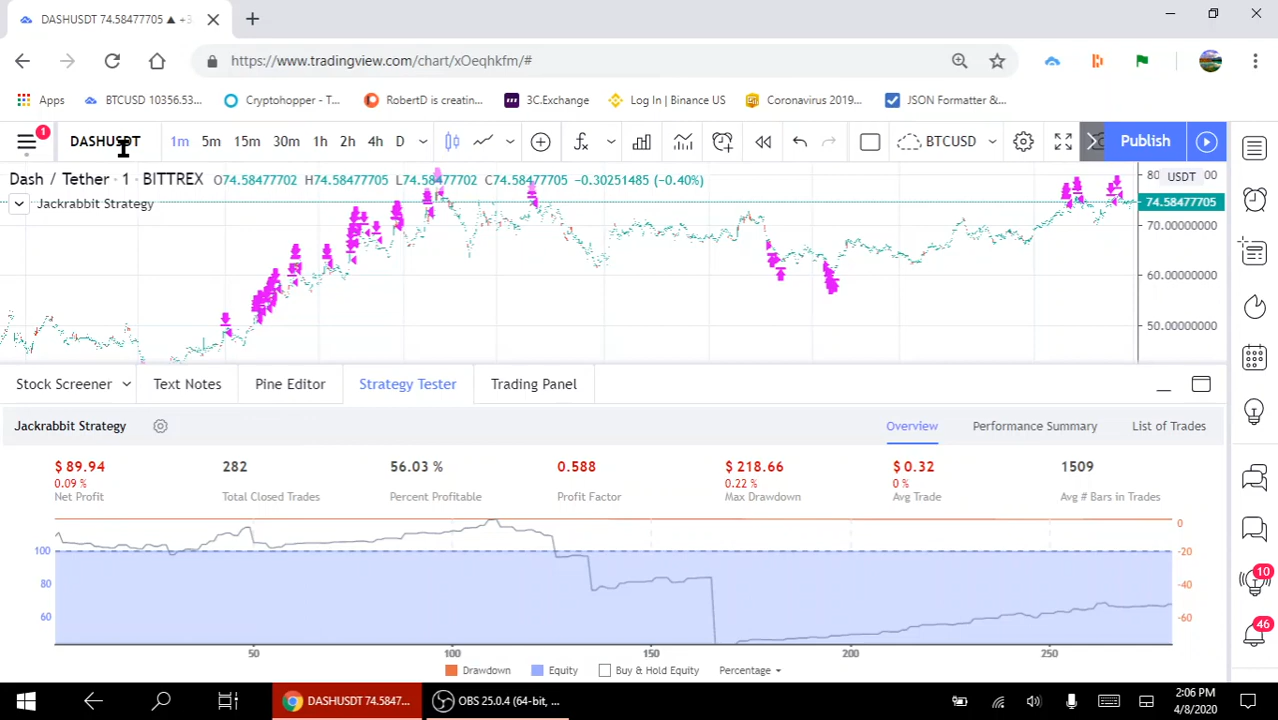 DASHUSDT 74.58477705 ▲ +3
https://www.tradingview.com/chart/xOeqhkfm/#
Apps BTCUSD 10356.53... Cryptohopper - T... RobertD is creatin... 3C.Exchange Log In | Binance US Coronavirus 2019... JSON Formatter &...
1 DASHUSDT 1m 5m 15m 30m 1h 2h 4h D BTCUSD Publish
Dash / Tether · 1 · BITTREX O74.58477702 H74.58477705 L74.58477702 C74.58477705 −0.30251485 (−0.40%) 80 USDT 00
Jackrabbit Strategy 74.58477705
70.00000000
60.00000000
50.00000000
Stock Screener Text Notes Pine Editor Strategy Tester Trading Panel
Jackrabbit Strategy Overview Performance Summary List of Trades
$ 89.94 282 56.03 % 0.588 $ 218.66 $ 0.32 1509
0.09 % 0.22 % 0 %
Net Profit Total Closed Trades Percent Profitable Profit Factor Max Drawdown Avg Trade Avg # Bars in Trades
0
100 -20
80 -40
10
60 -60
46
50 100 150 200 250
Drawdown Equity Buy & Hold Equity Percentage
DASHUSDT 74.5847... OBS 25.0.4 (64-bit, ... 2:06 PM
4/8/2020